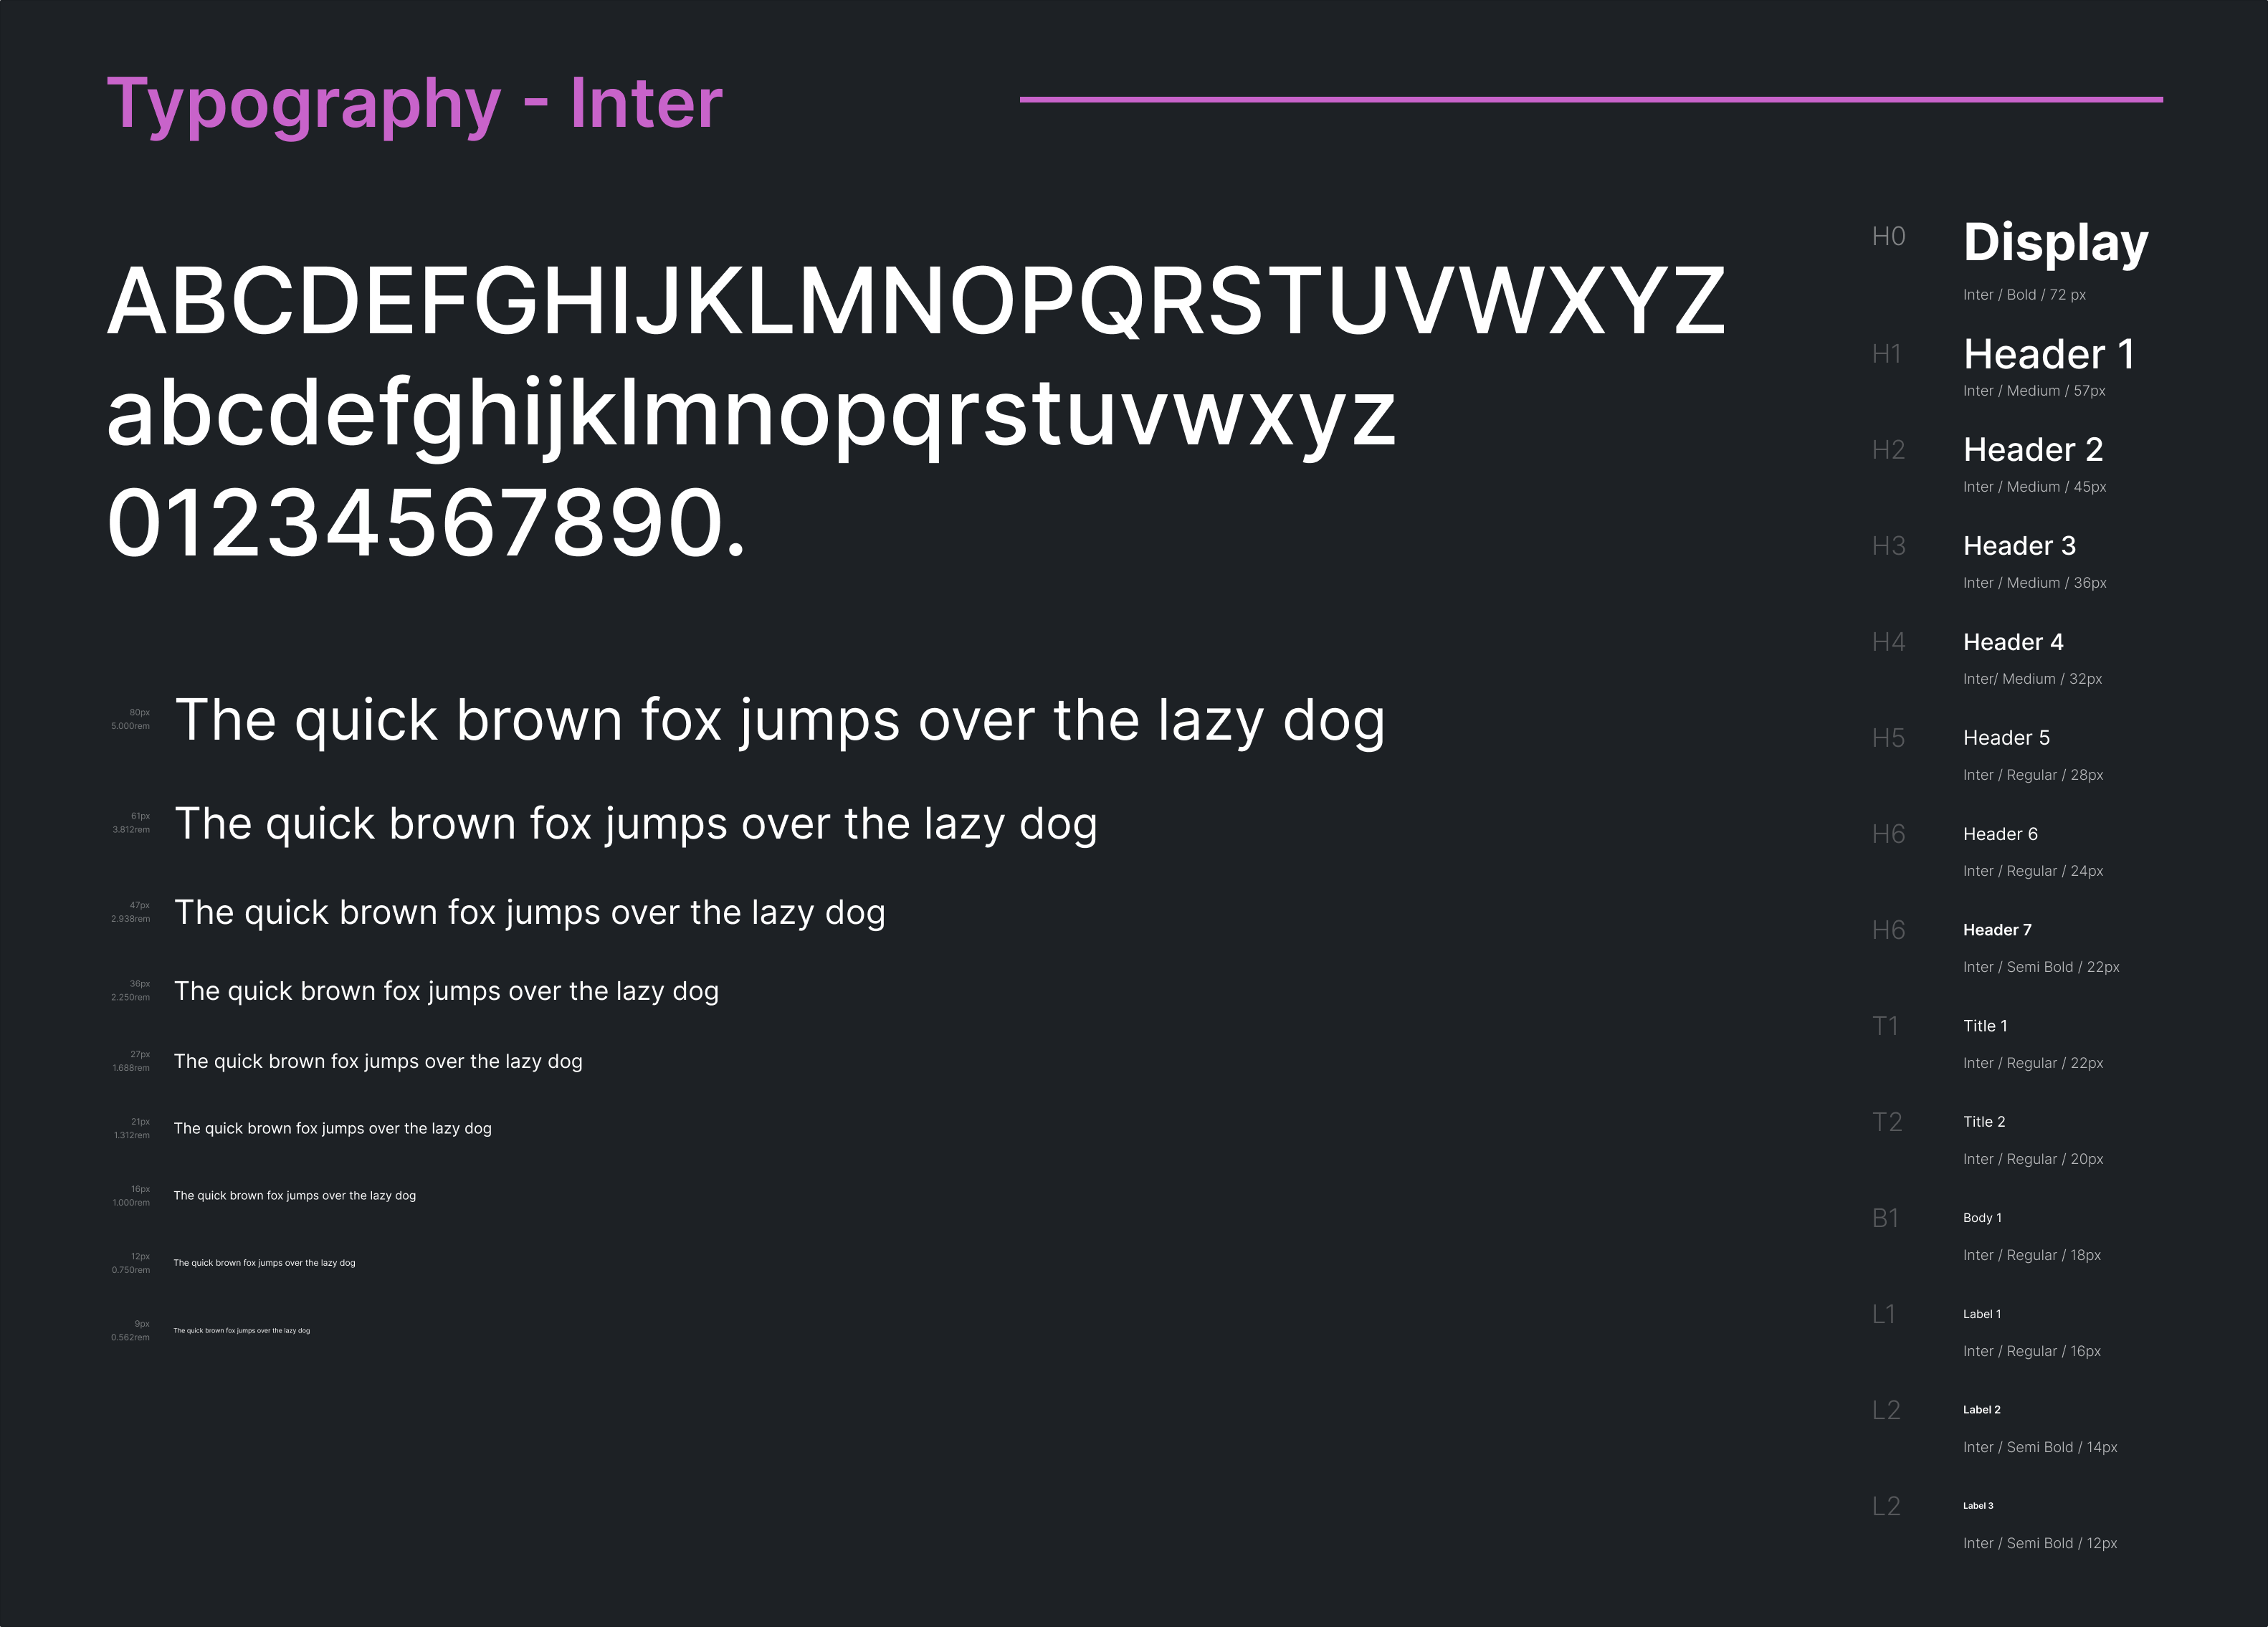 Typography - Inter
ABCDEFGHIJKLMNOPQRSTUVWXYZ
abcdefghijklmnopqrstuvwxyz
01234567890.
80px
5.000rem
The quick brown fox jumps over the lazy dog
61px
3.812rem
The quick brown fox jumps over the lazy dog
47px
2.938rem
The quick brown fox jumps over the lazy dog
36px
2.250rem
The quick brown fox jumps over the lazy dog
27px
1.688rem
The quick brown fox jumps over the lazy dog
21px
1.312rem
The quick brown fox jumps over the lazy dog
16px
1.000rem
The quick brown fox jumps over the lazy dog
12px
0.750rem
The quick brown fox jumps over the lazy dog
9px
0.562rem
The quick brown fox jumps over the lazy dog
H0 Display
Inter / Bold / 72 px
H1 Header 1
Inter / Medium / 57px
H2 Header 2
Inter / Medium / 45px
H3 Header 3
Inter / Medium / 36px
H4 Header 4
Inter/ Medium / 32px
H5 Header 5
Inter / Regular / 28px
H6 Header 6
Inter / Regular / 24px
H6 Header 7
Inter / Semi Bold / 22px
T1 Title 1
Inter / Regular / 22px
T2 Title 2
Inter / Regular / 20px
B1 Body 1
Inter / Regular / 18px
L1 Label 1
Inter / Regular / 16px
L2 Label 2
Inter / Semi Bold / 14px
L2 Label 3
Inter / Semi Bold / 12px